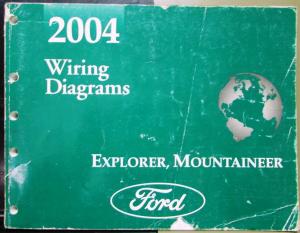 2004
Wiring
Diagrams
EXPLORER, MOUNTAINEER
Ford